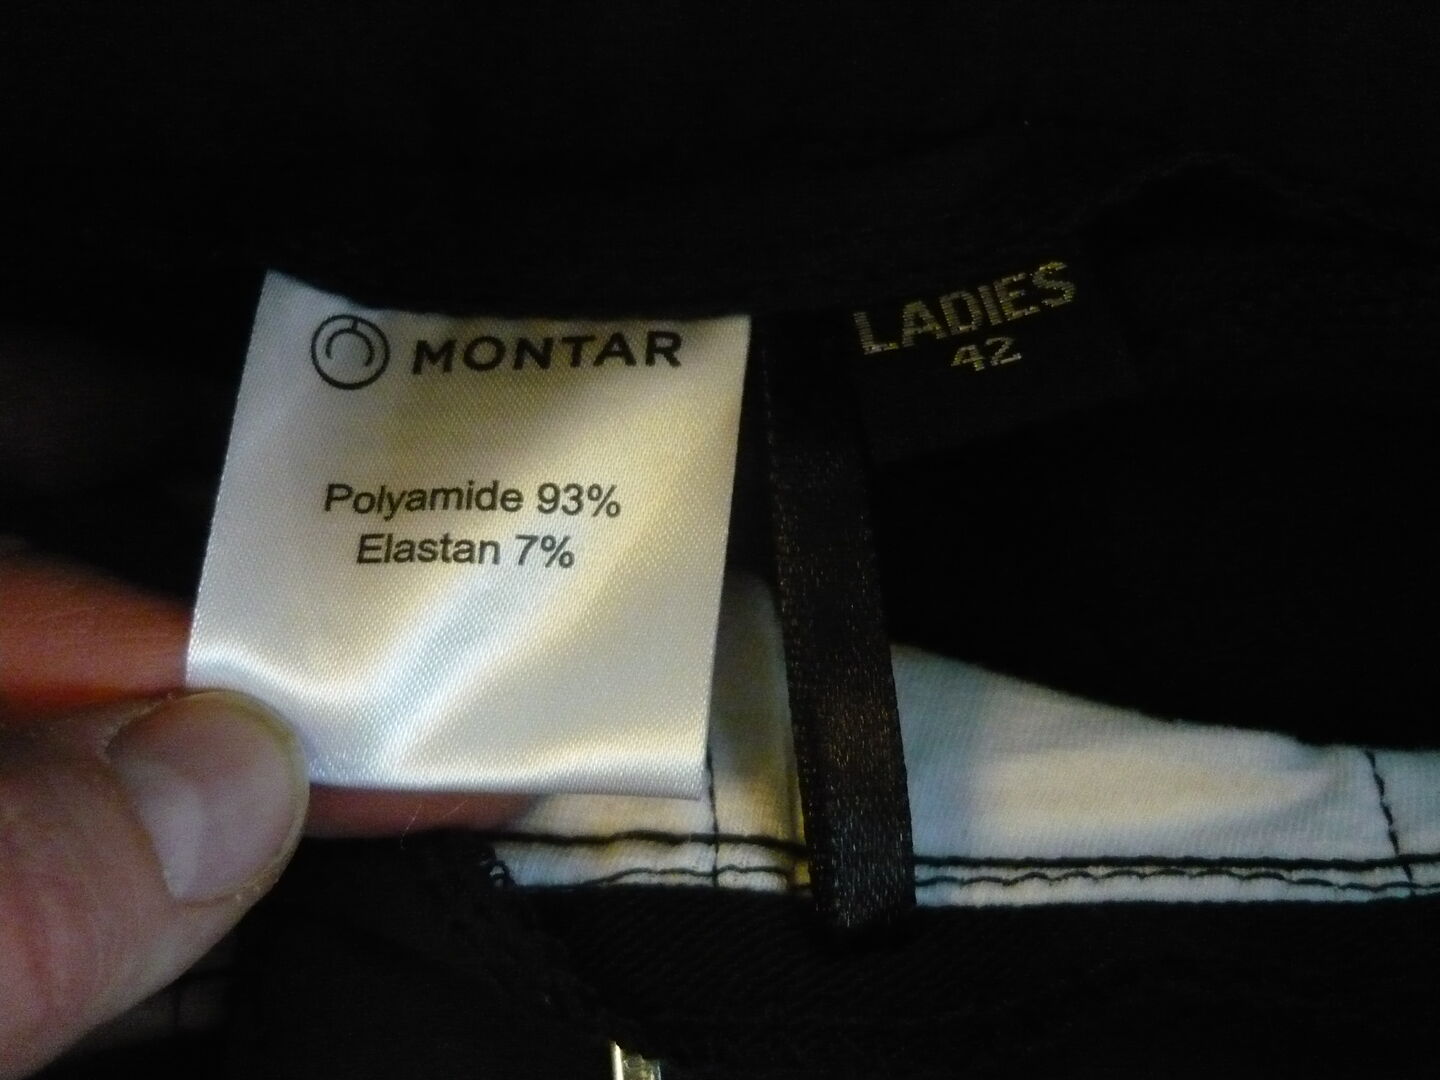 MONTAR
Polyamide 93%
Elastan 7%
LADIES
42